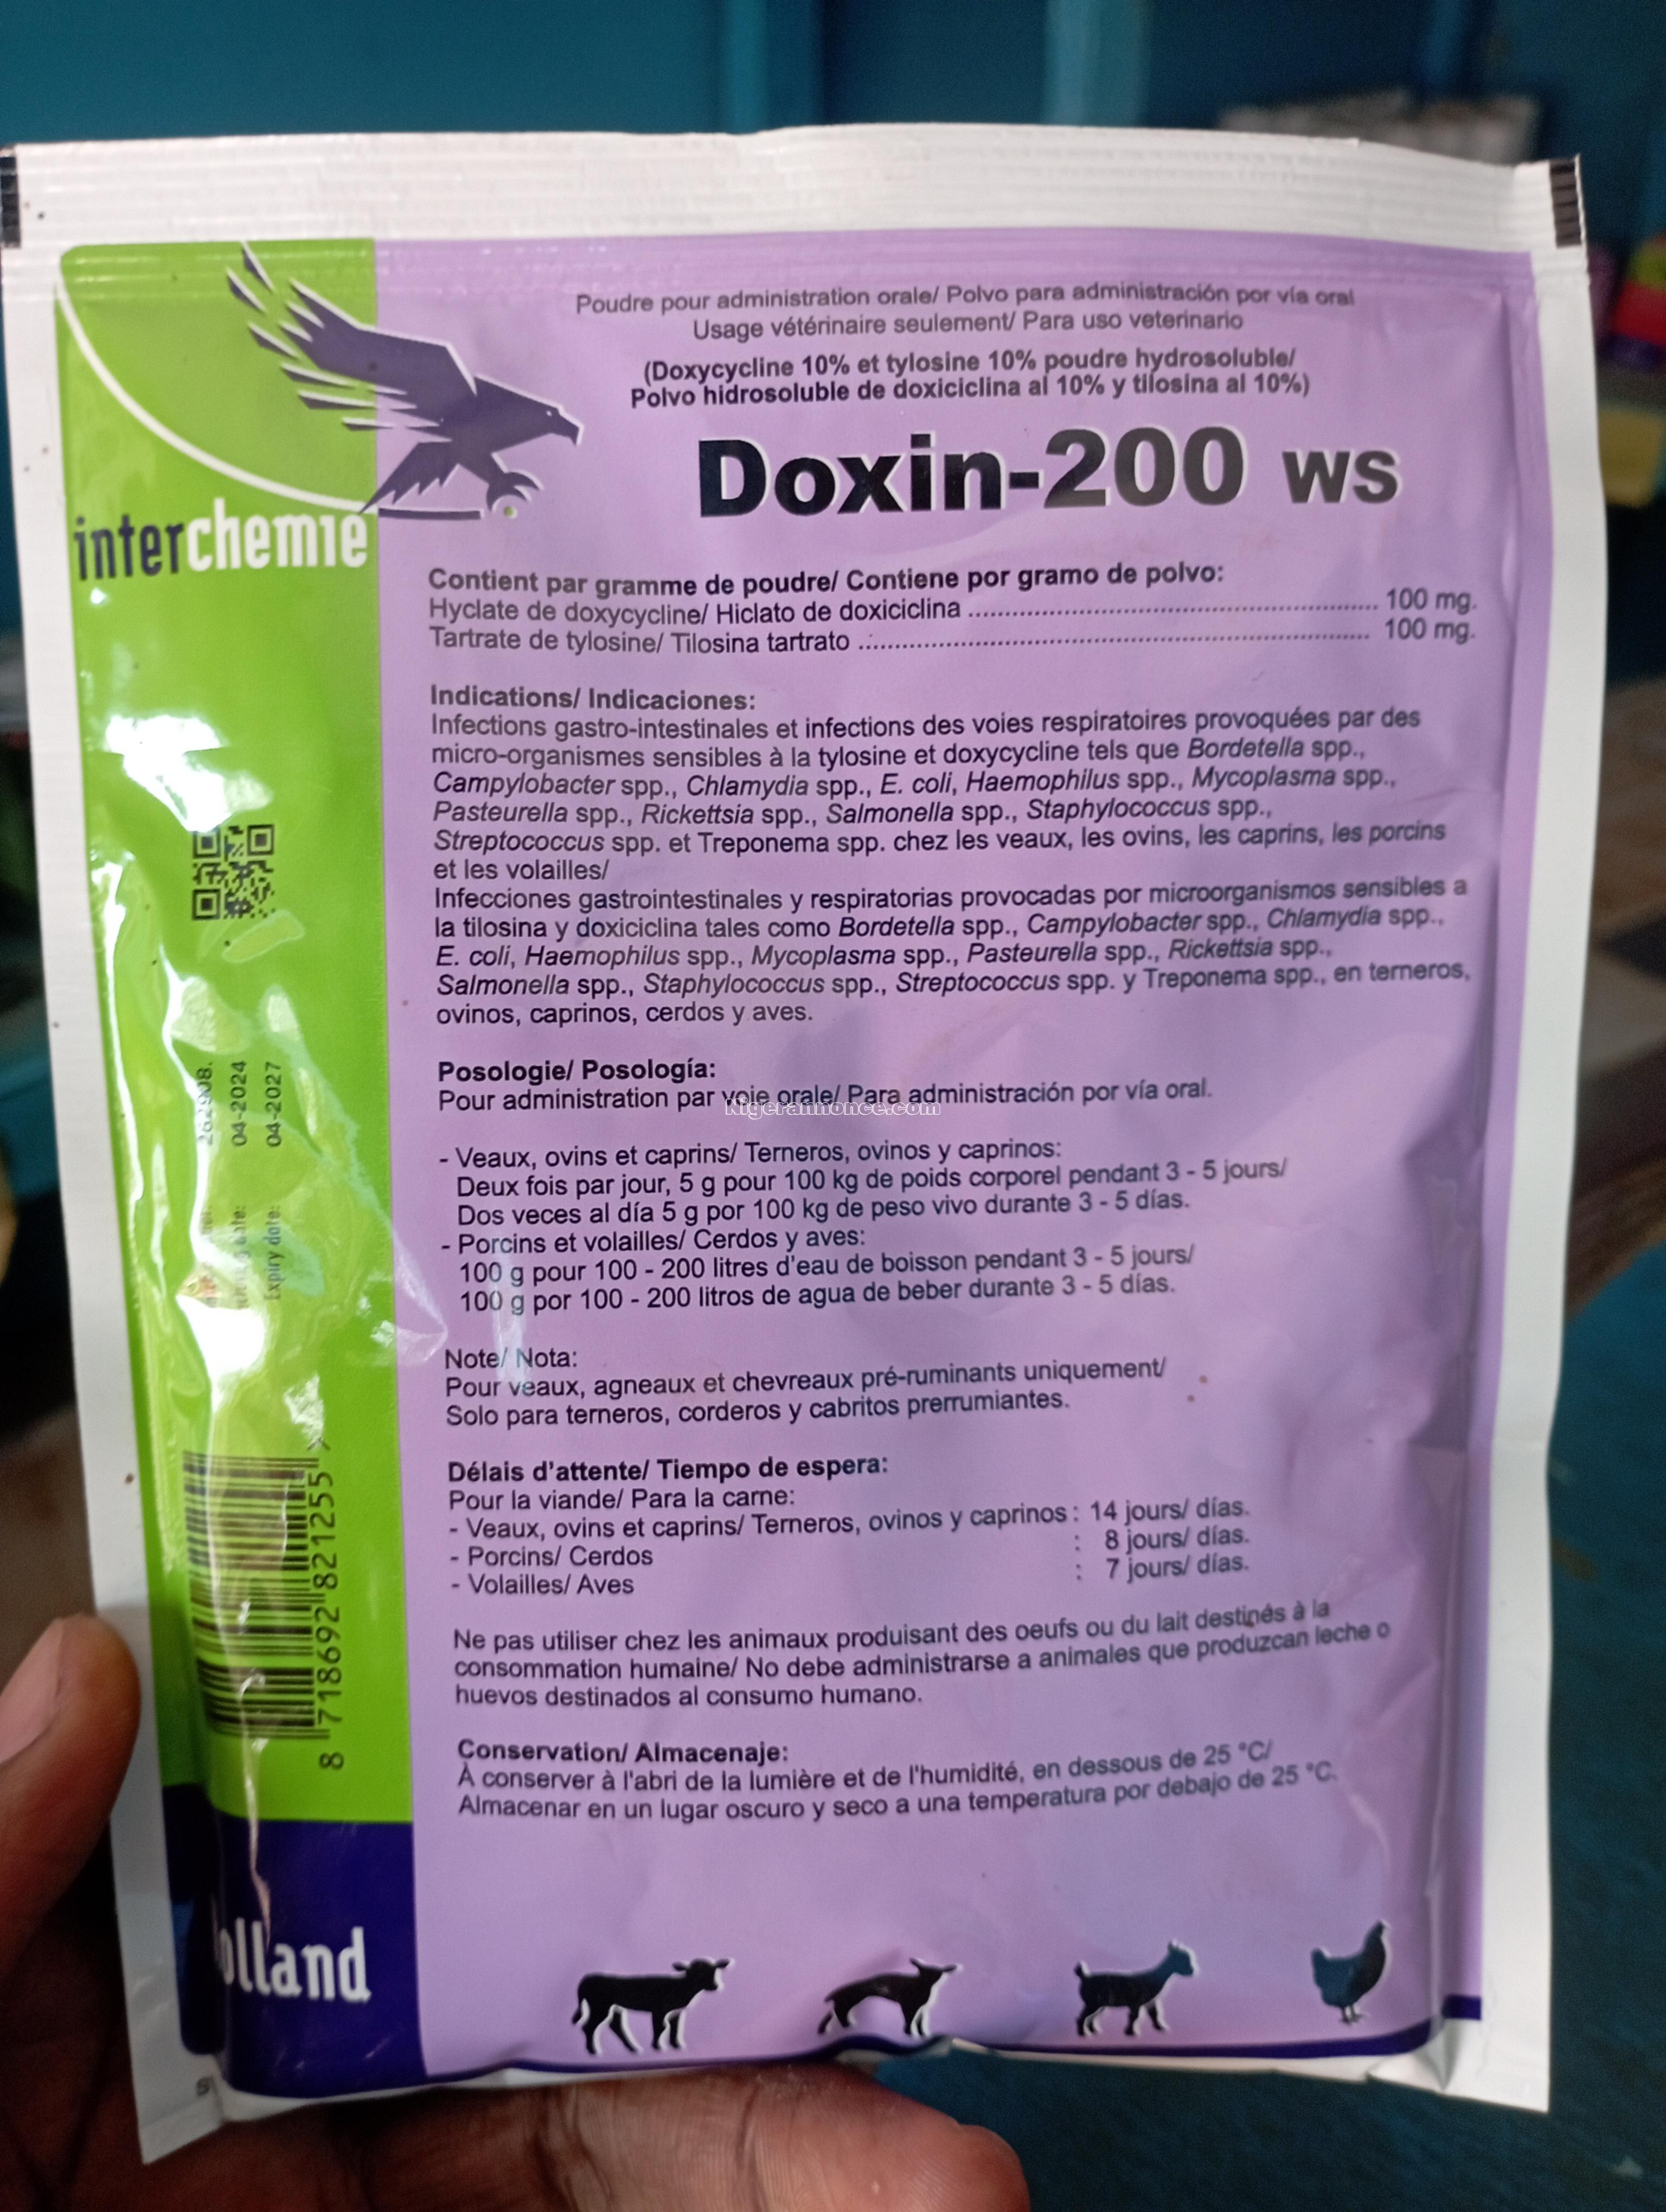 Poudre pour administration orale/ Polvo para administración por vía oral
Usage vétérinaire seulement/ Para uso veterinario
(Doxycycline 10% et tylosine 10% poudre hydrosoluble/
Polvo hidrosoluble de doxiciclina al 10% y tilosina al 10%)
Doxin-200 ws
interchemie
Contient par gramme de poudre/ Contiene por gramo de polvo:
Hyclate de doxycycline/ Hiclato de doxiciclina ........ 100 mg.
Tartrate de tylosine/ Tilosina tartrato ........ 100 mg.
Indications/ Indicaciones:
Infections gastro-intestinales et infections des voies respiratoires provoquées par des
micro-organismes sensibles à la tylosine et doxycycline tels que Bordetella spp.,
Campylobacter spp., Chlamydia spp., E. coli, Haemophilus spp., Mycoplasma spp.,
Pasteurella spp., Rickettsia spp., Salmonella spp., Staphylococcus spp.,
Streptococcus spp. et Treponema spp. chez les veaux, les ovins, les caprins, les porcins
et les volailles/
Infecciones gastrointestinales y respiratorias provocadas por microorganismos sensibles a
la tilosina y doxiciclina tales como Bordetella spp., Campylobacter spp., Chlamydia spp.,
E. coli, Haemophilus spp., Mycoplasma spp., Pasteurella spp., Rickettsia spp.,
Salmonella spp., Staphylococcus spp., Streptococcus spp. y Treponema spp., en terneros,
ovinos, caprinos, cerdos y aves.
Posologie/ Posología:
Pour administration par voie orale/ Para administración por vía oral.
Nigerannonce.com
- Veaux, ovins et caprins/ Terneros, ovinos y caprinos:
Deux fois par jour, 5 g pour 100 kg de poids corporel pendant 3 - 5 jours/
Dos veces al día 5 g por 100 kg de peso vivo durante 3 - 5 días.
- Porcins et volailles/ Cerdos y aves:
100 g pour 100 - 200 litres d'eau de boisson pendant 3 - 5 jours/
100 g por 100 - 200 litros de agua de beber durante 3 - 5 días.
Note/ Nota:
Pour veaux, agneaux et chevreaux pré-ruminants uniquement/
Solo para terneros, corderos y cabritos prerrumiantes.
Délais d'attente/ Tiempo de espera:
Pour la viande/ Para la carne:
- Veaux, ovins et caprins/ Terneros, ovinos y caprinos : 14 jours/ días.
- Porcins/ Cerdos : 8 jours/ días.
- Volailles/ Aves : 7 jours/ días.
Ne pas utiliser chez les animaux produisant des oeufs ou du lait destinés à la
consommation humaine/ No debe administrarse a animales que produzcan leche o
huevos destinados al consumo humano.
Conservation/ Almacenaje:
À conserver à l'abri de la lumière et de l'humidité, en dessous de 25 °C/
Almacenar en un lugar oscuro y seco a una temperatura por debajo de 25 °C.
262908.
04-2024
Expiry date: 04-2027
8 718692 821255 >
olland